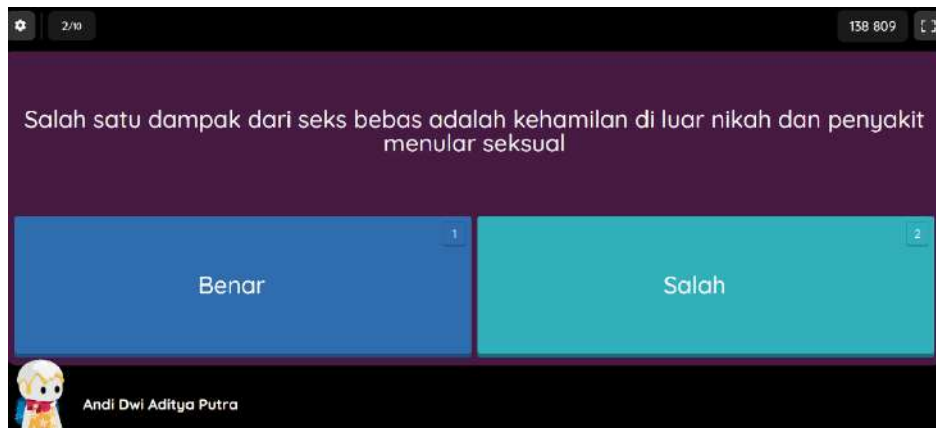 2/10
138 809
Salah satu dampak dari seks bebas adalah kehamilan di luar nikah dan penyakit
menular seksual
1
Benar
2
Salah
Andi Dwi Aditya Putra